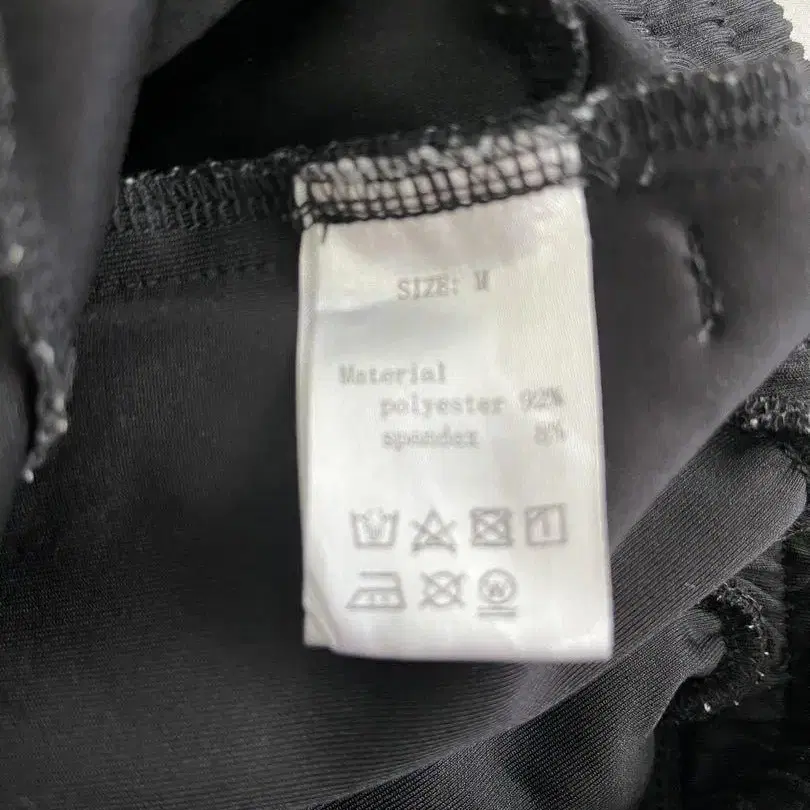 SIZE: M
Material
polyester 92%
spandex 8%
W